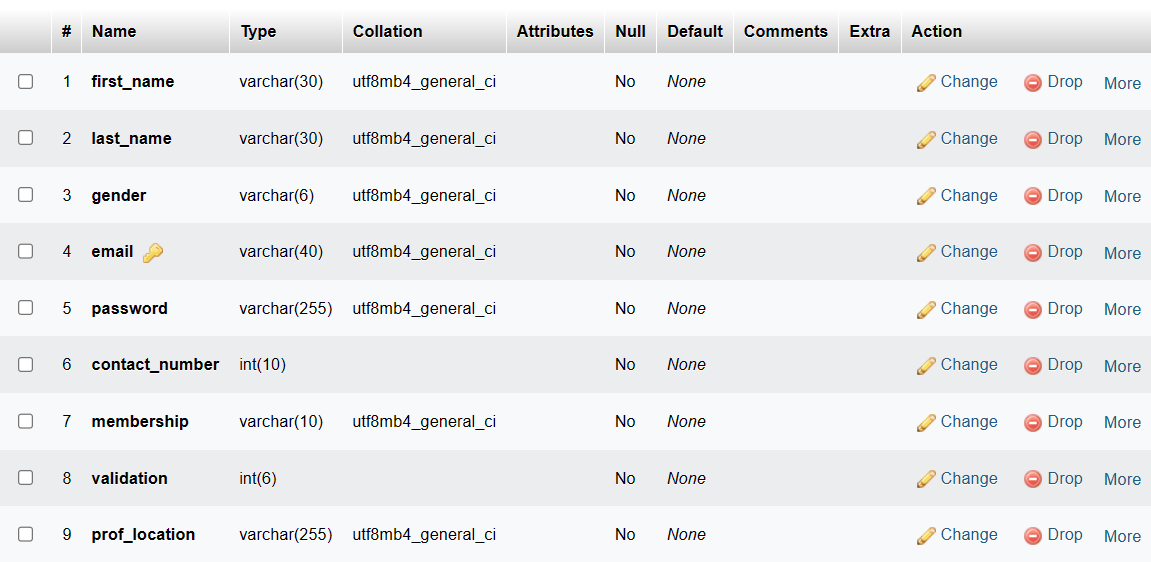 # Name Type Collation Attributes Null Default Comments Extra Action
1 first_name varchar(30) utf8mb4_general_ci No None Change Drop More
2 last_name varchar(30) utf8mb4_general_ci No None Change Drop More
3 gender varchar(6) utf8mb4_general_ci No None Change Drop More
4 email varchar(40) utf8mb4_general_ci No None Change Drop More
5 password varchar(255) utf8mb4_general_ci No None Change Drop More
6 contact_number int(10) No None Change Drop More
7 membership varchar(10) utf8mb4_general_ci No None Change Drop More
8 validation int(6) No None Change Drop More
9 prof_location varchar(255) utf8mb4_general_ci No None Change Drop More